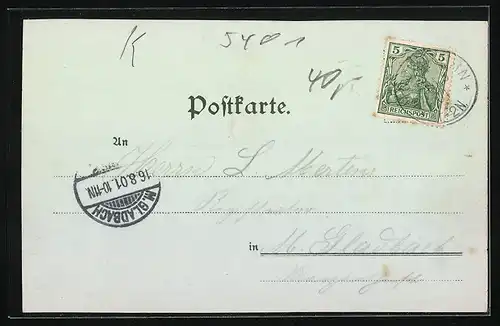 K 5401
40
5 5
REICHSPOST
Postkarte.
An
Herrn L. Mertens
16.8.01.10-11N.
M. GLADBACH
in M. Gladbach